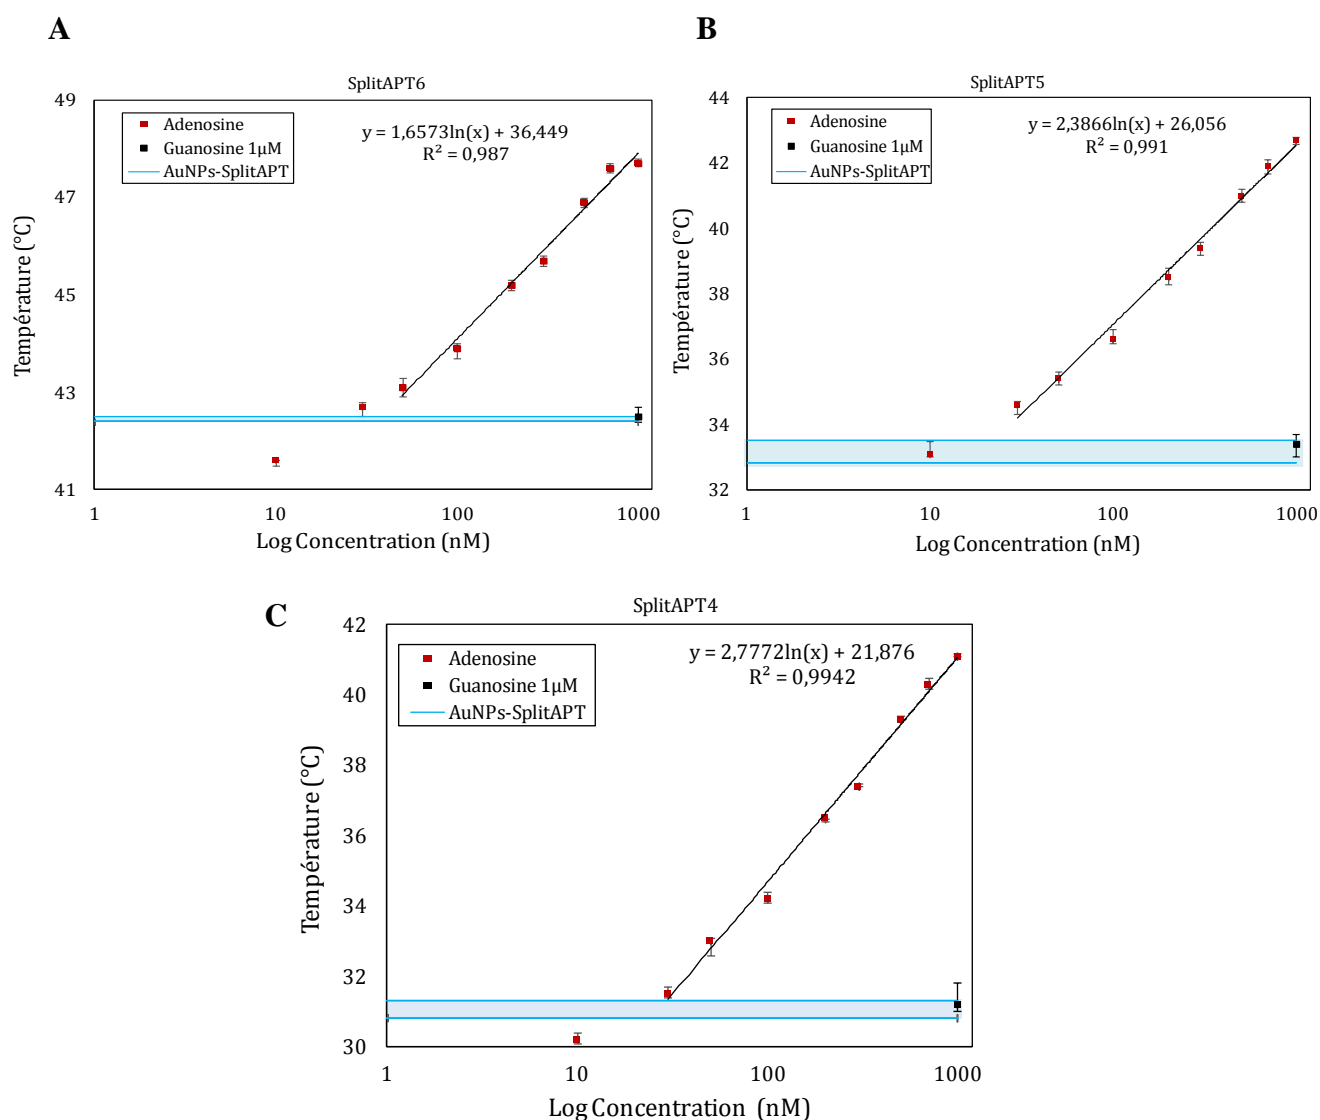 A
SplitAPT6
49
47
45
43
41
Température (°C)
Adenosine
Guanosine 1µM
AuNPs-SplitAPT
y = 1,6573ln(x) + 36,449
R² = 0,987
1
10
100
1000
Log Concentration (nM)
B
SplitAPT5
44
42
40
38
36
34
32
Température (°C)
Adenosine
Guanosine 1µM
AuNPs-SplitAPT
y = 2,3866ln(x) + 26,056
R² = 0,991
1
10
100
1000
Log Concentration (nM)
C
SplitAPT4
42
40
38
36
34
32
30
Température (°C)
Adenosine
Guanosine 1µM
AuNPs-SplitAPT
y = 2,7772ln(x) + 21,876
R² = 0,9942
1
10
100
1000
Log Concentration (nM)